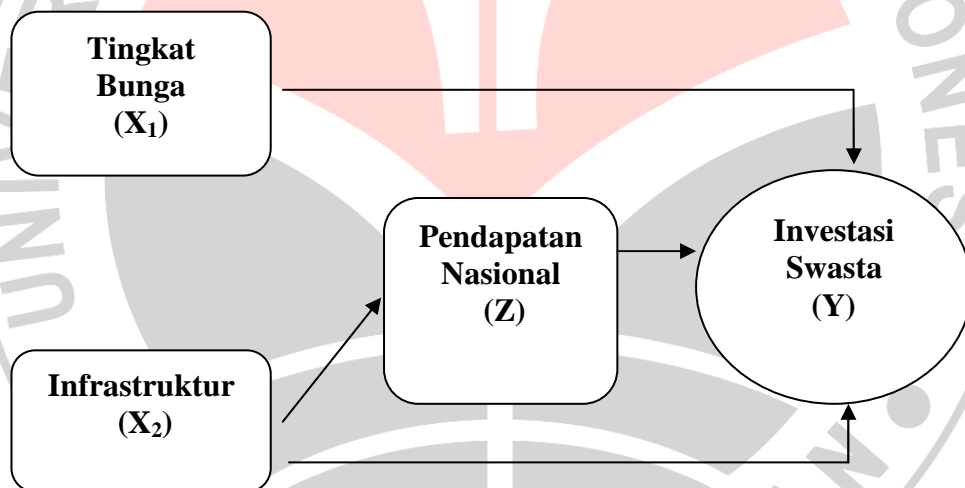 Tingkat
Bunga
(X₁)
Pendapatan
Nasional
(Z)
Investasi
Swasta
(Y)
Infrastruktur
(X₂)